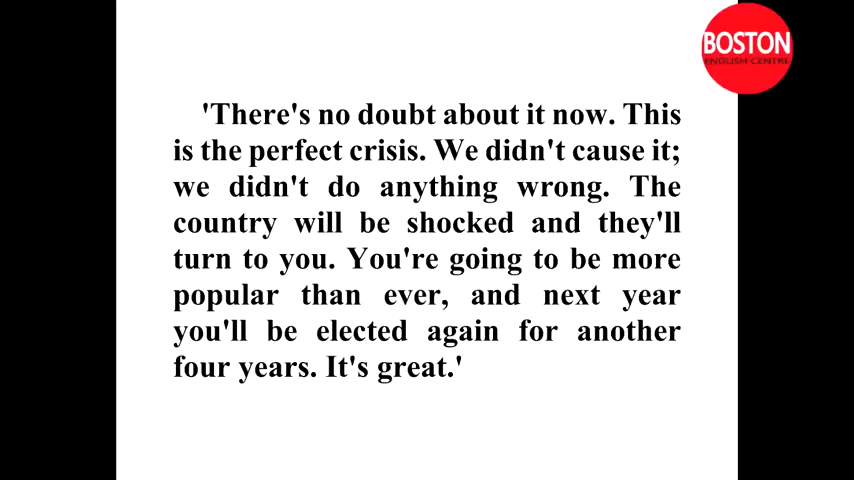 BOSTON
ENGLISH CENTRE
'There's no doubt about it now. This
is the perfect crisis. We didn't cause it;
we didn't do anything wrong. The
country will be shocked and they'll
turn to you. You're going to be more
popular than ever, and next year
you'll be elected again for another
four years. It's great.'